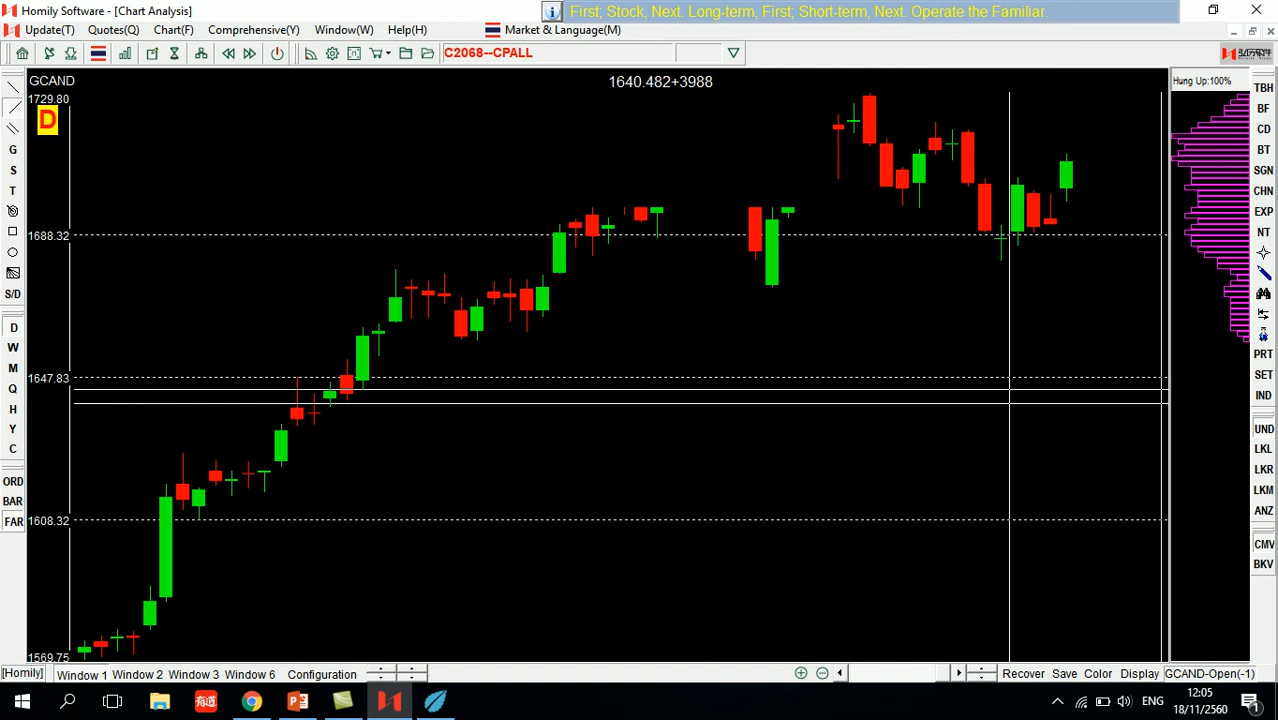 Homily Software - [Chart Analysis]
First; Stock, Next. Long-term, First; Short-term, Next. Operate the Familiar.
Update(T) Quotes(Q) Chart(F) Comprehensive(Y) Window(W) Help(H) Market & Language(M)
C2068--CPALL
GCAND
1640.482+3988
Hung Up:100%
1729.80
D
1688.32
1647.83
1608.32
1569.75
G
S
T
S/D
D
W
M
Q
H
Y
C
ORD
BAR
FAR
TBH
BF
CD
BT
SGN
CHN
EXP
NT
PRT
SET
IND
UND
LKL
LKR
LKM
ANZ
CMV
BKV
[Homily] Window 1 Window 2 Window 3 Window 6 Configuration Recover Save Color Display GCAND-Open(-1)
有道
ENG
12:05
18/11/2560
1